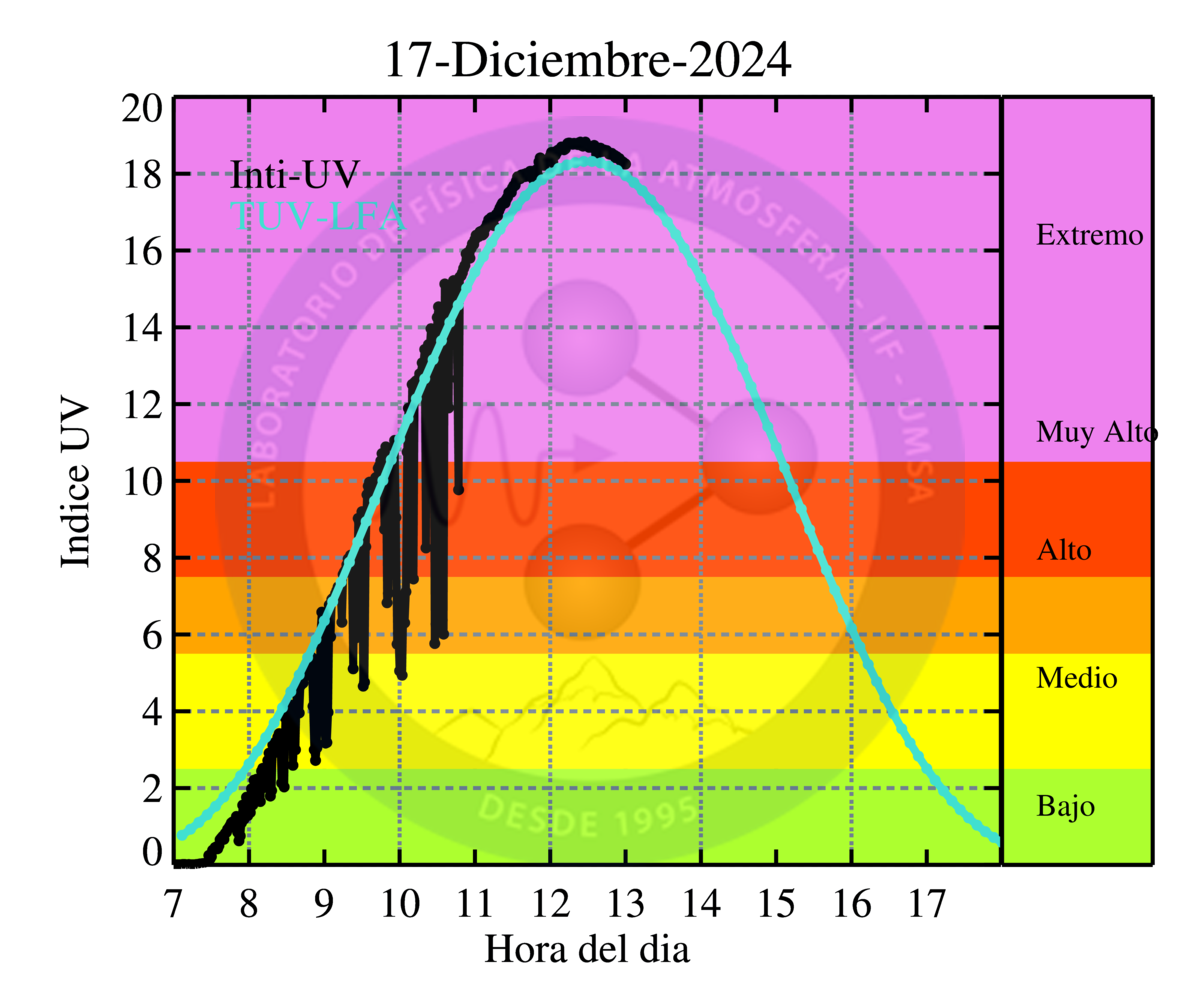 17-Diciembre-2024
20
18
16
14
12
10
8
6
4
2
0
Indice UV
Inti-UV
TUV-LFA
LABORATORIO DE FÍSICA DE LA ATMÓSFERA - IIF - UMSA
DESDE 1995
Extremo
Muy Alto
Alto
Medio
Bajo
7 8 9 10 11 12 13 14 15 16 17
Hora del dia